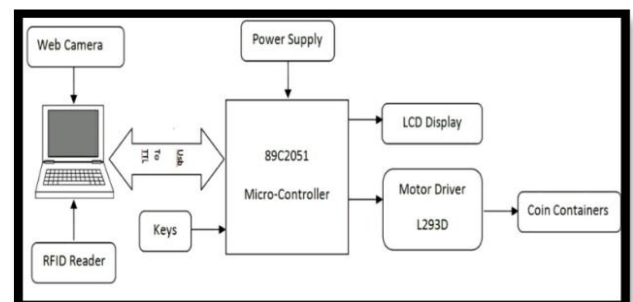 Web Camera
Power Supply
LCD Display
Usb
To
TTL
89C2051
Micro-Controller
Motor Driver
L293D
Coin Containers
Keys
RFID Reader